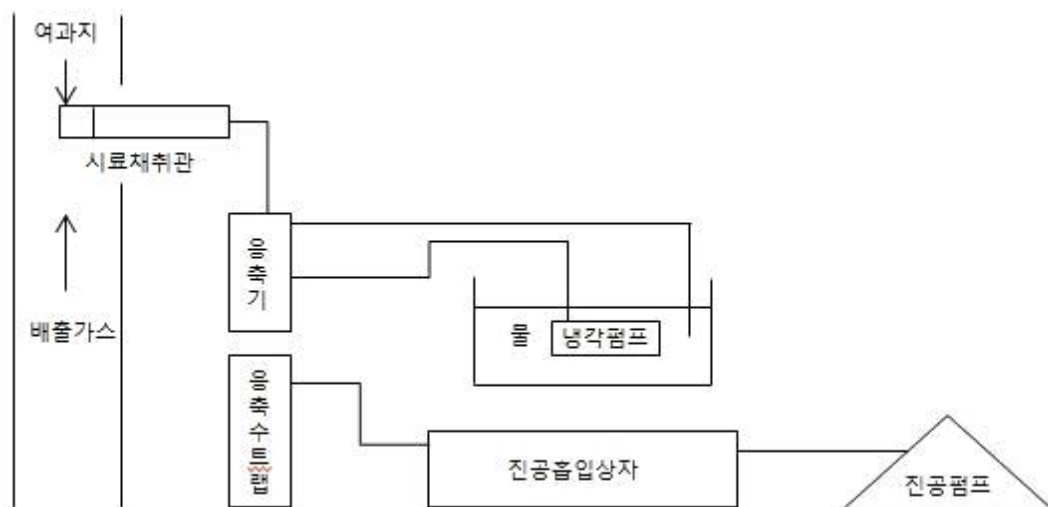 여과지
시료채취관
응축기
배출가스
물
냉각펌프
응축수트랩
진공흡입상자
진공펌프